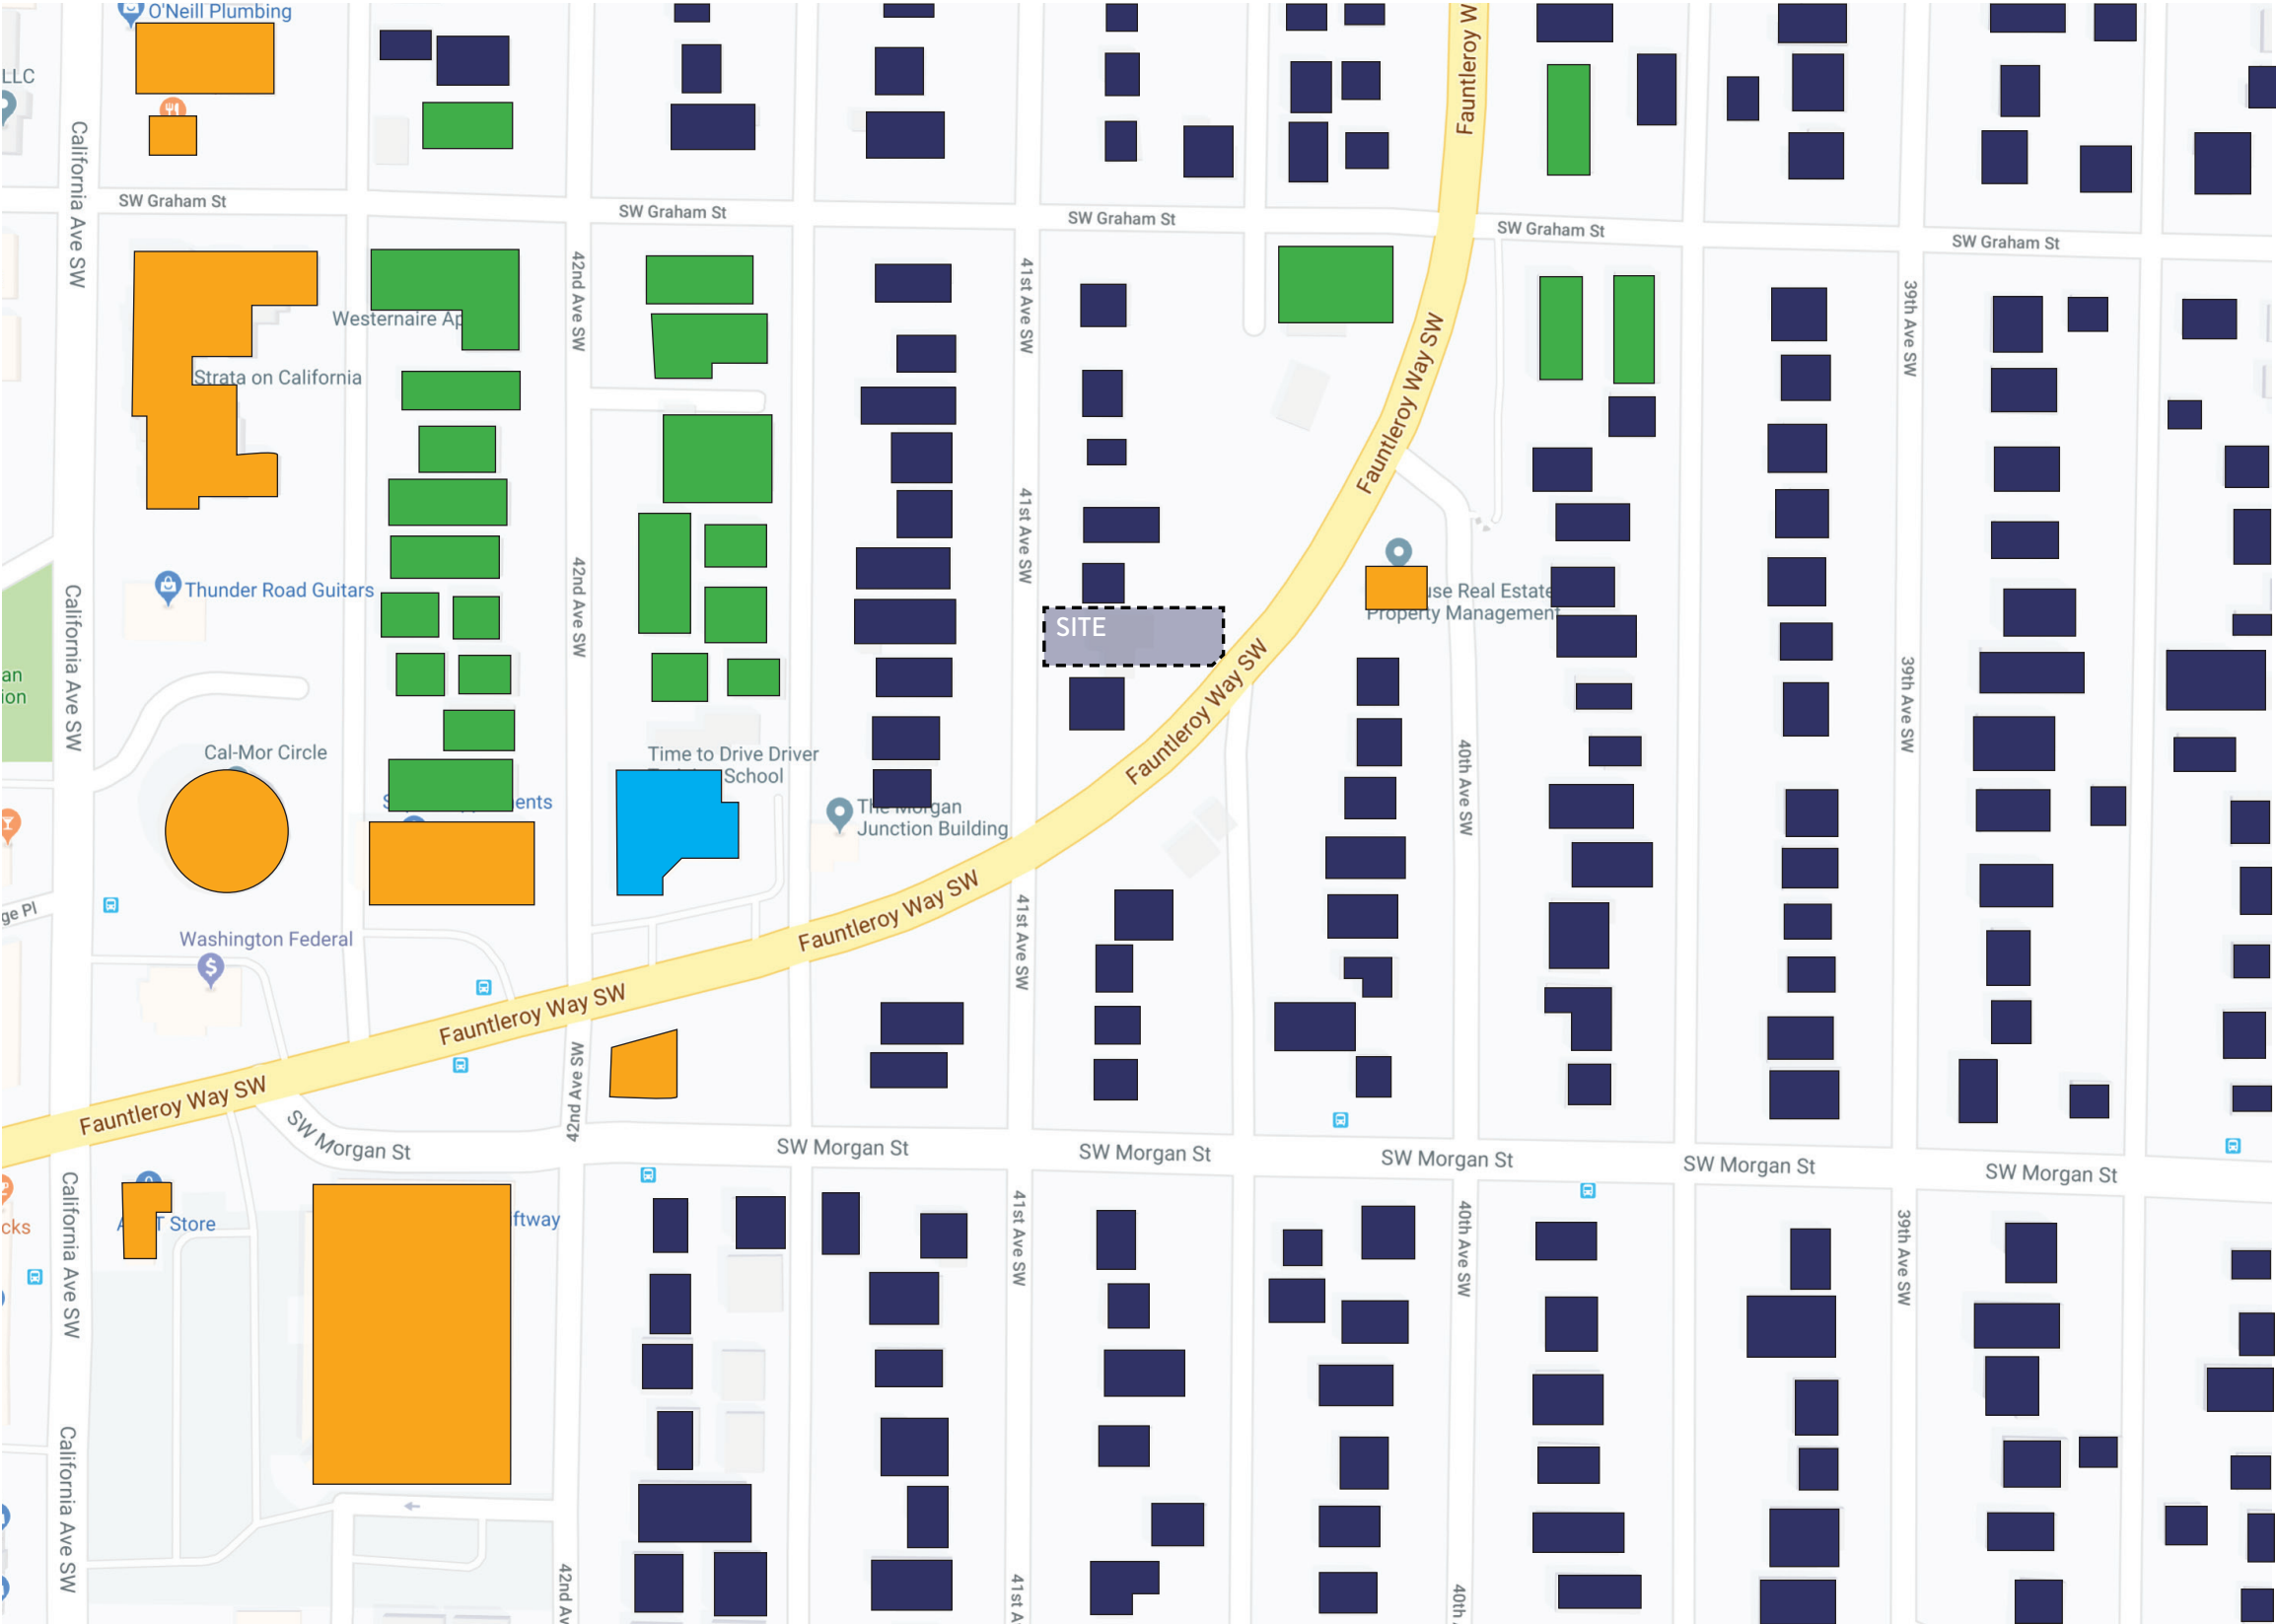 O'Neill Plumbing
LLC
California Ave SW
SW Graham St
SW Graham St
SW Graham St
SW Graham St
SW Graham St
Fauntleroy W
Fauntleroy Way SW
42nd Ave SW
41st Ave SW
39th Ave SW
Westernaire Ap
Strata on California
Thunder Road Guitars
California Ave SW
42nd Ave SW
41st Ave SW
use Real Estate
Property Management
SITE
Fauntleroy Way SW
39th Ave SW
40th Ave SW
an
ion
Cal-Mor Circle
Time to Drive Driver
School
ents
The Morgan
Junction Building
Fauntleroy Way SW
41st Ave SW
ge Pl
Washington Federal
Fauntleroy Way SW
42nd Ave SW
Fauntleroy Way SW
SW Morgan St
SW Morgan St
SW Morgan St
SW Morgan St
SW Morgan St
SW Morgan St
cks
T Store
ftway
California Ave SW
41st Ave SW
40th Ave SW
39th Ave SW
California Ave SW
42nd Av
41st A
40th